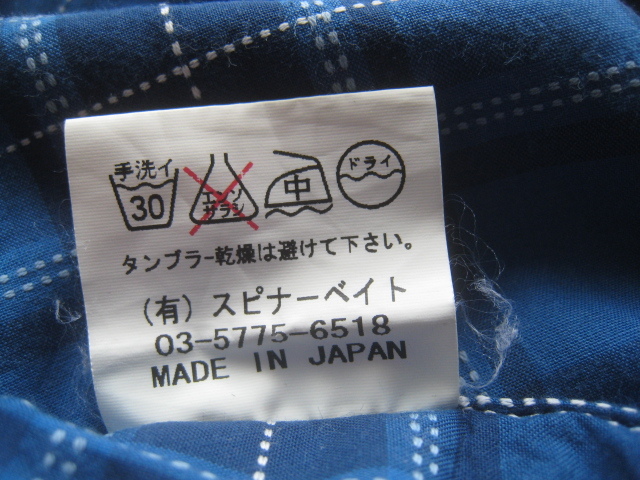 手洗イ
30
エンソサラシ
中
ドライ
タンブラー乾燥は避けて下さい。
(有)スピナーベイト
03-5775-6518
MADE IN JAPAN